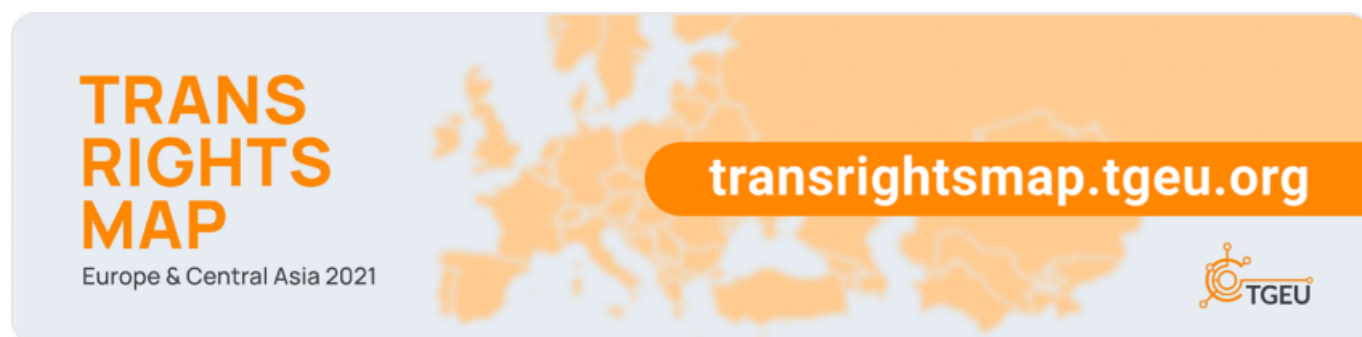 TRANS
RIGHTS
MAP
Europe & Central Asia 2021
transrightsmap.tgeu.org
TGEU